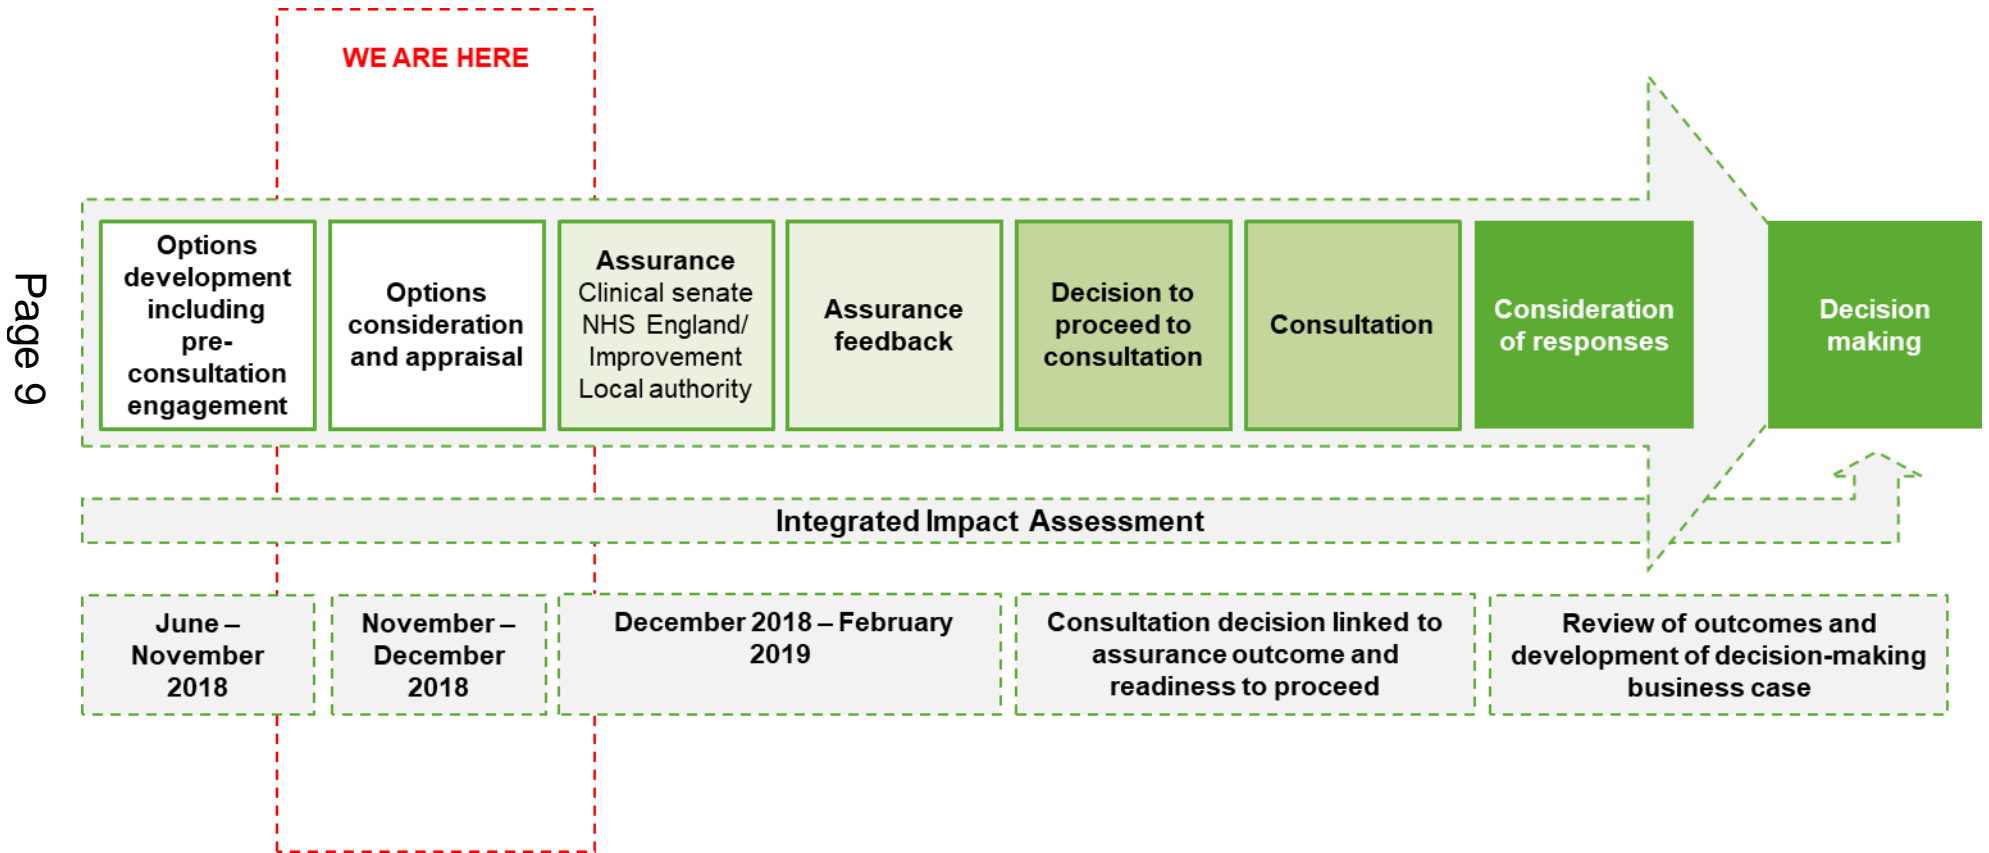 WE ARE HERE
Page 9
Options
development
including
pre-
consultation
engagement
Options
consideration
and appraisal
Assurance
Clinical senate
NHS England/
Improvement
Local authority
Assurance
feedback
Decision to
proceed to
consultation
Consultation
Consideration
of responses
Decision
making
Integrated Impact Assessment
June –
November
2018
November –
December
2018
December 2018 – February
2019
Consultation decision linked to
assurance outcome and
readiness to proceed
Review of outcomes and
development of decision-making
business case